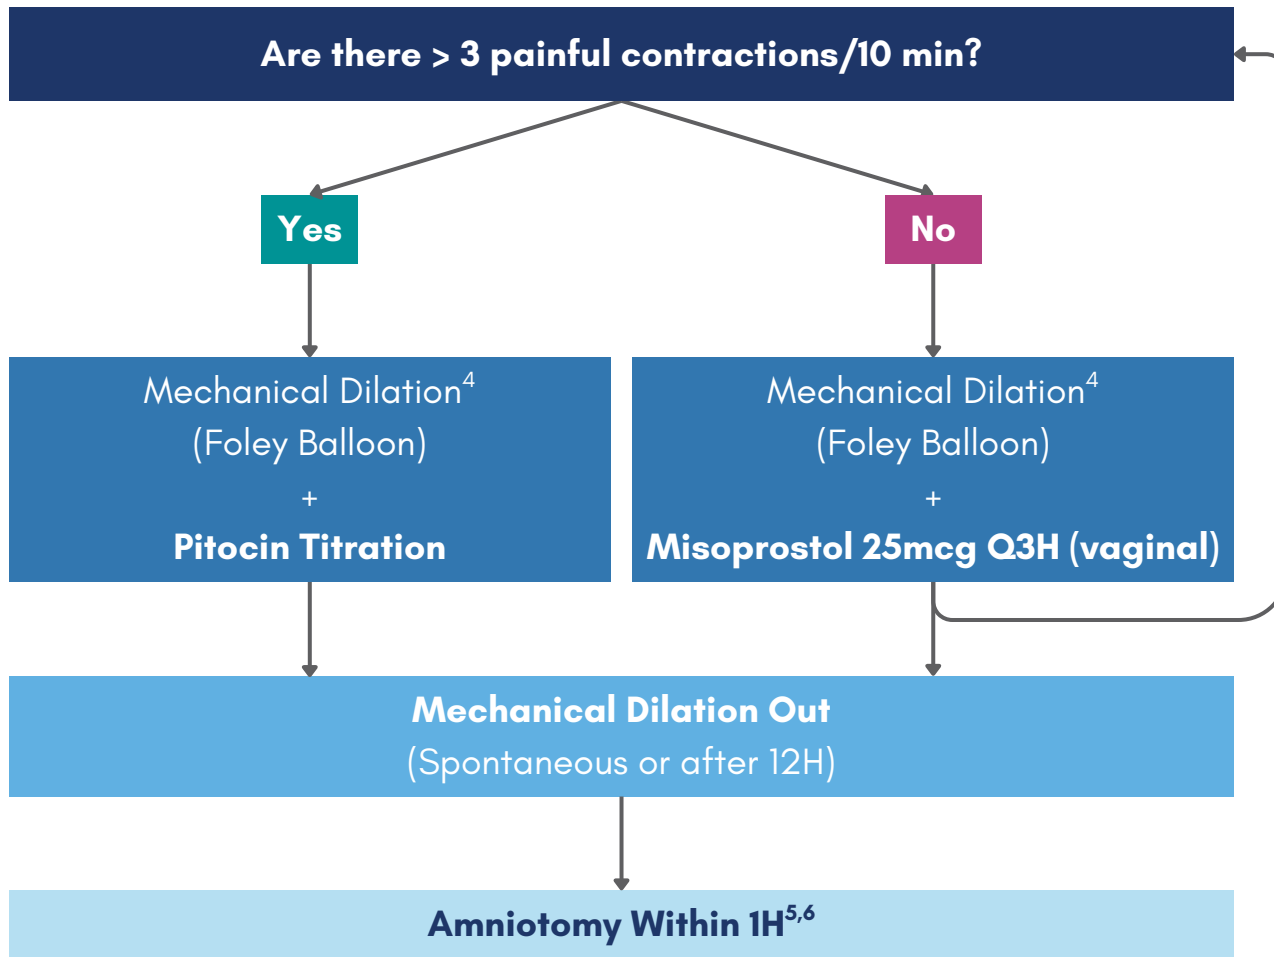 Are there > 3 painful contractions/10 min?
Yes
No
Mechanical Dilation⁴
(Foley Balloon)
+
Pitocin Titration
Mechanical Dilation⁴
(Foley Balloon)
+
Misoprostol 25mcg Q3H (vaginal)
Mechanical Dilation Out
(Spontaneous or after 12H)
Amniotomy Within 1H⁵,⁶